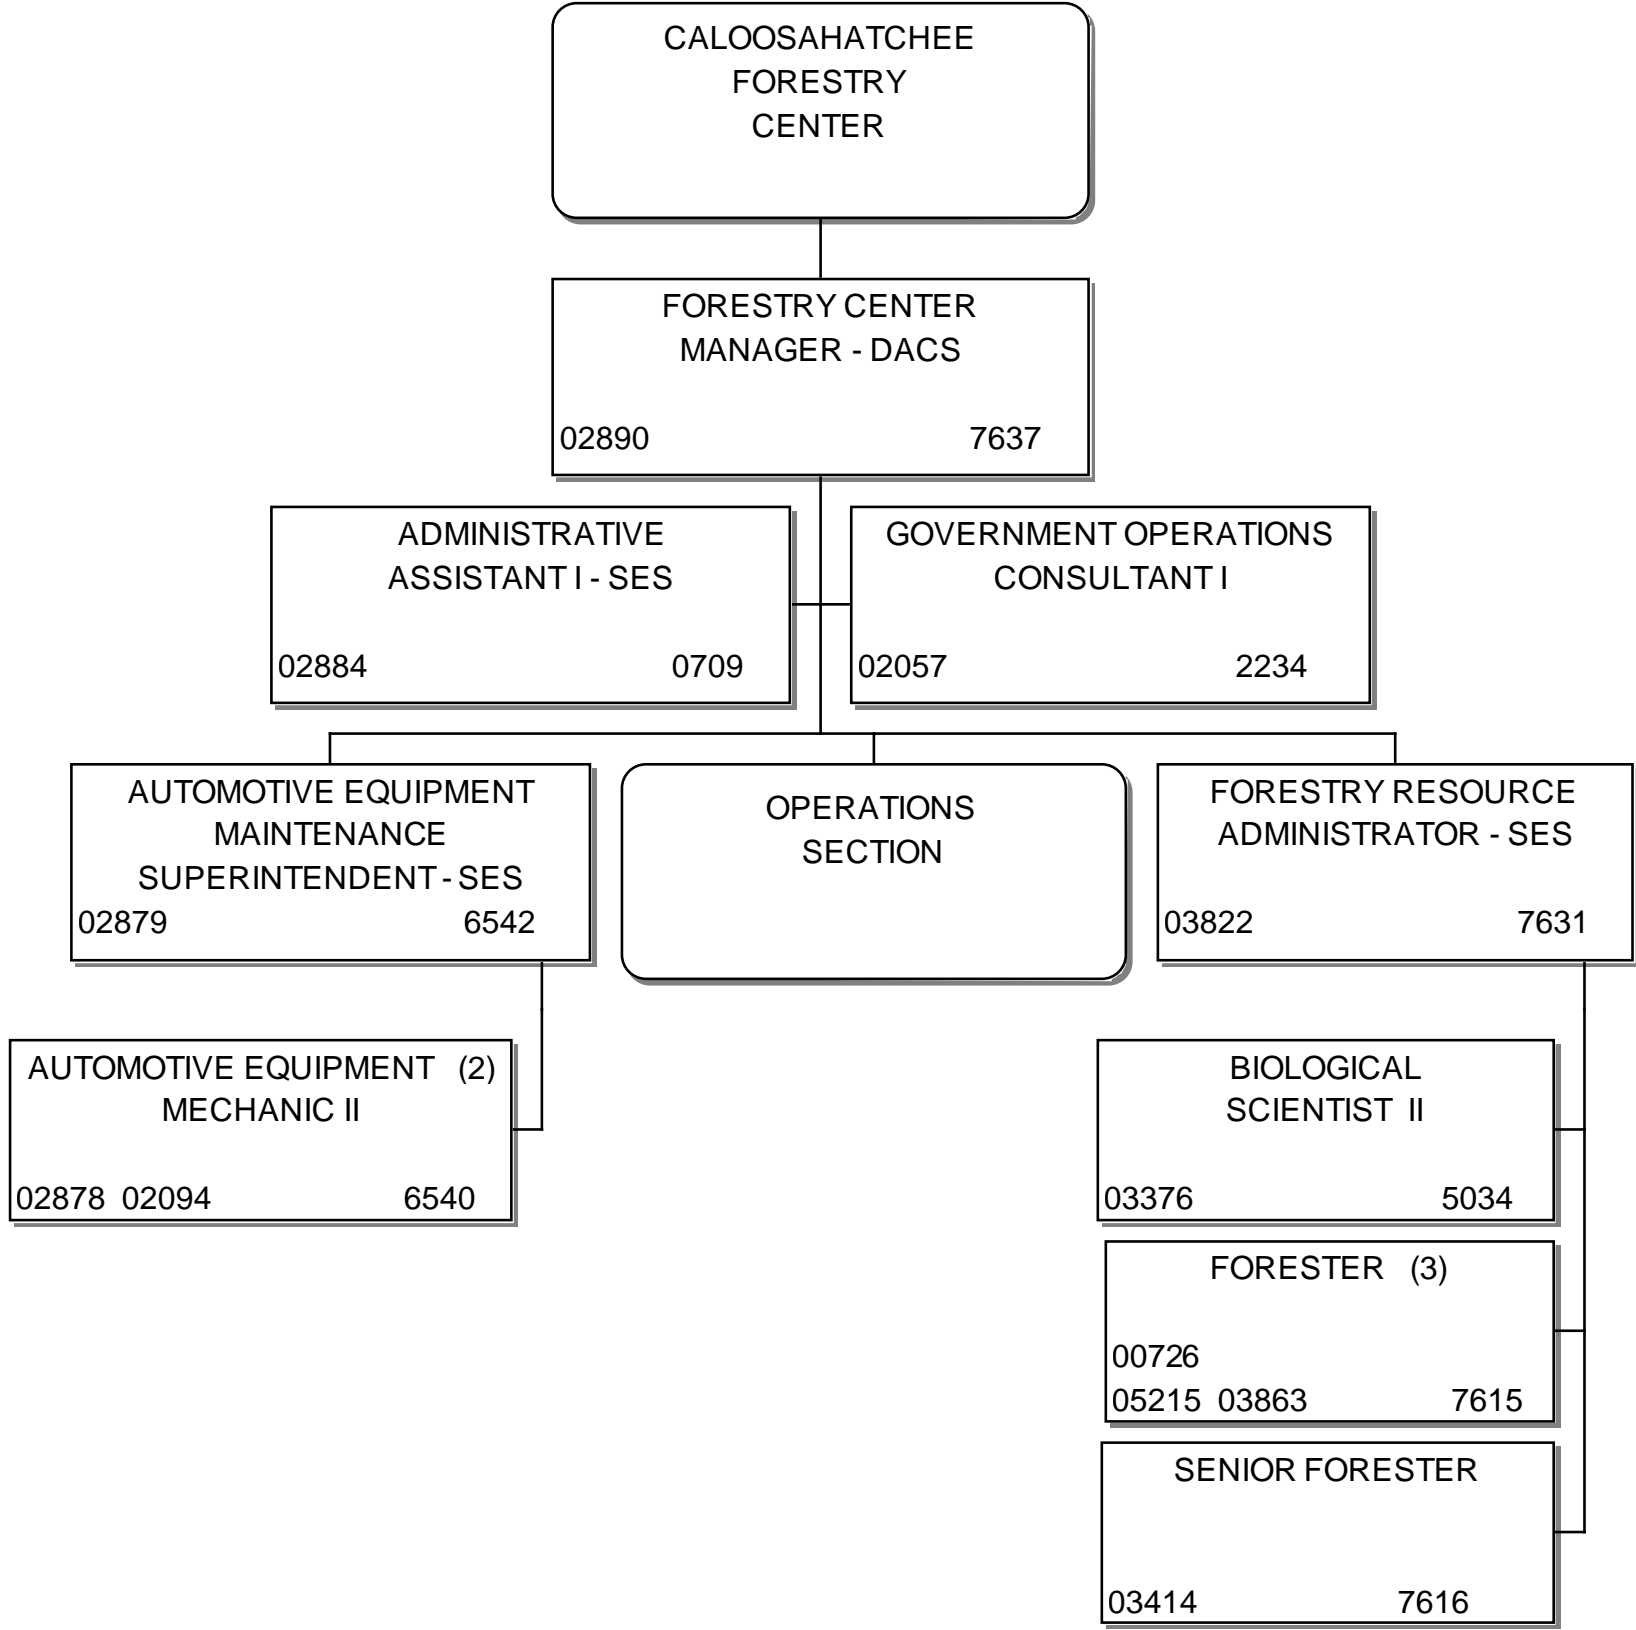 CALOOSAHATCHEE
FORESTRY
CENTER
FORESTRY CENTER
MANAGER - DACS
02890 7637
ADMINISTRATIVE
ASSISTANT I - SES
02884 0709
GOVERNMENT OPERATIONS
CONSULTANT I
02057 2234
AUTOMOTIVE EQUIPMENT
MAINTENANCE
SUPERINTENDENT - SES
02879 6542
OPERATIONS
SECTION
FORESTRY RESOURCE
ADMINISTRATOR - SES
03822 7631
AUTOMOTIVE EQUIPMENT (2)
MECHANIC II
02878 02094 6540
BIOLOGICAL
SCIENTIST II
03376 5034
FORESTER (3)
00726
05215 03863 7615
SENIOR FORESTER
03414 7616